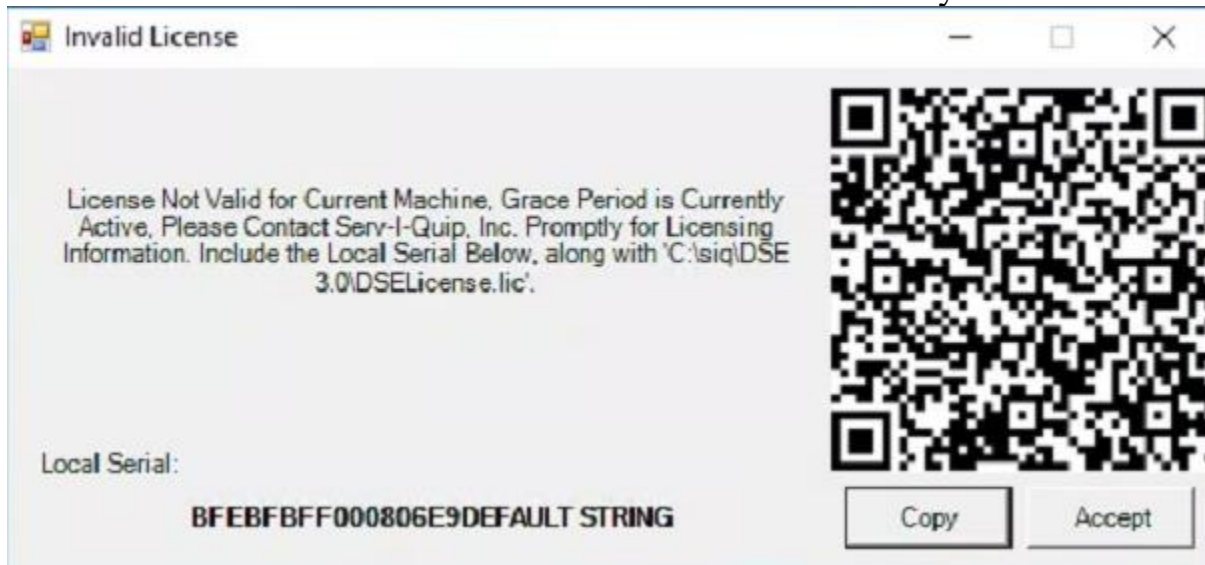 Invalid License
License Not Valid for Current Machine, Grace Period is Currently
Active, Please Contact Serv-I-Quip, Inc. Promptly for Licensing
Information. Include the Local Serial Below, along with 'C:\siq\DSE
3.0\DSELicense.lic'.
Local Serial:
BFEBFBFF000806E9DEFAULT STRING
Copy
Accept